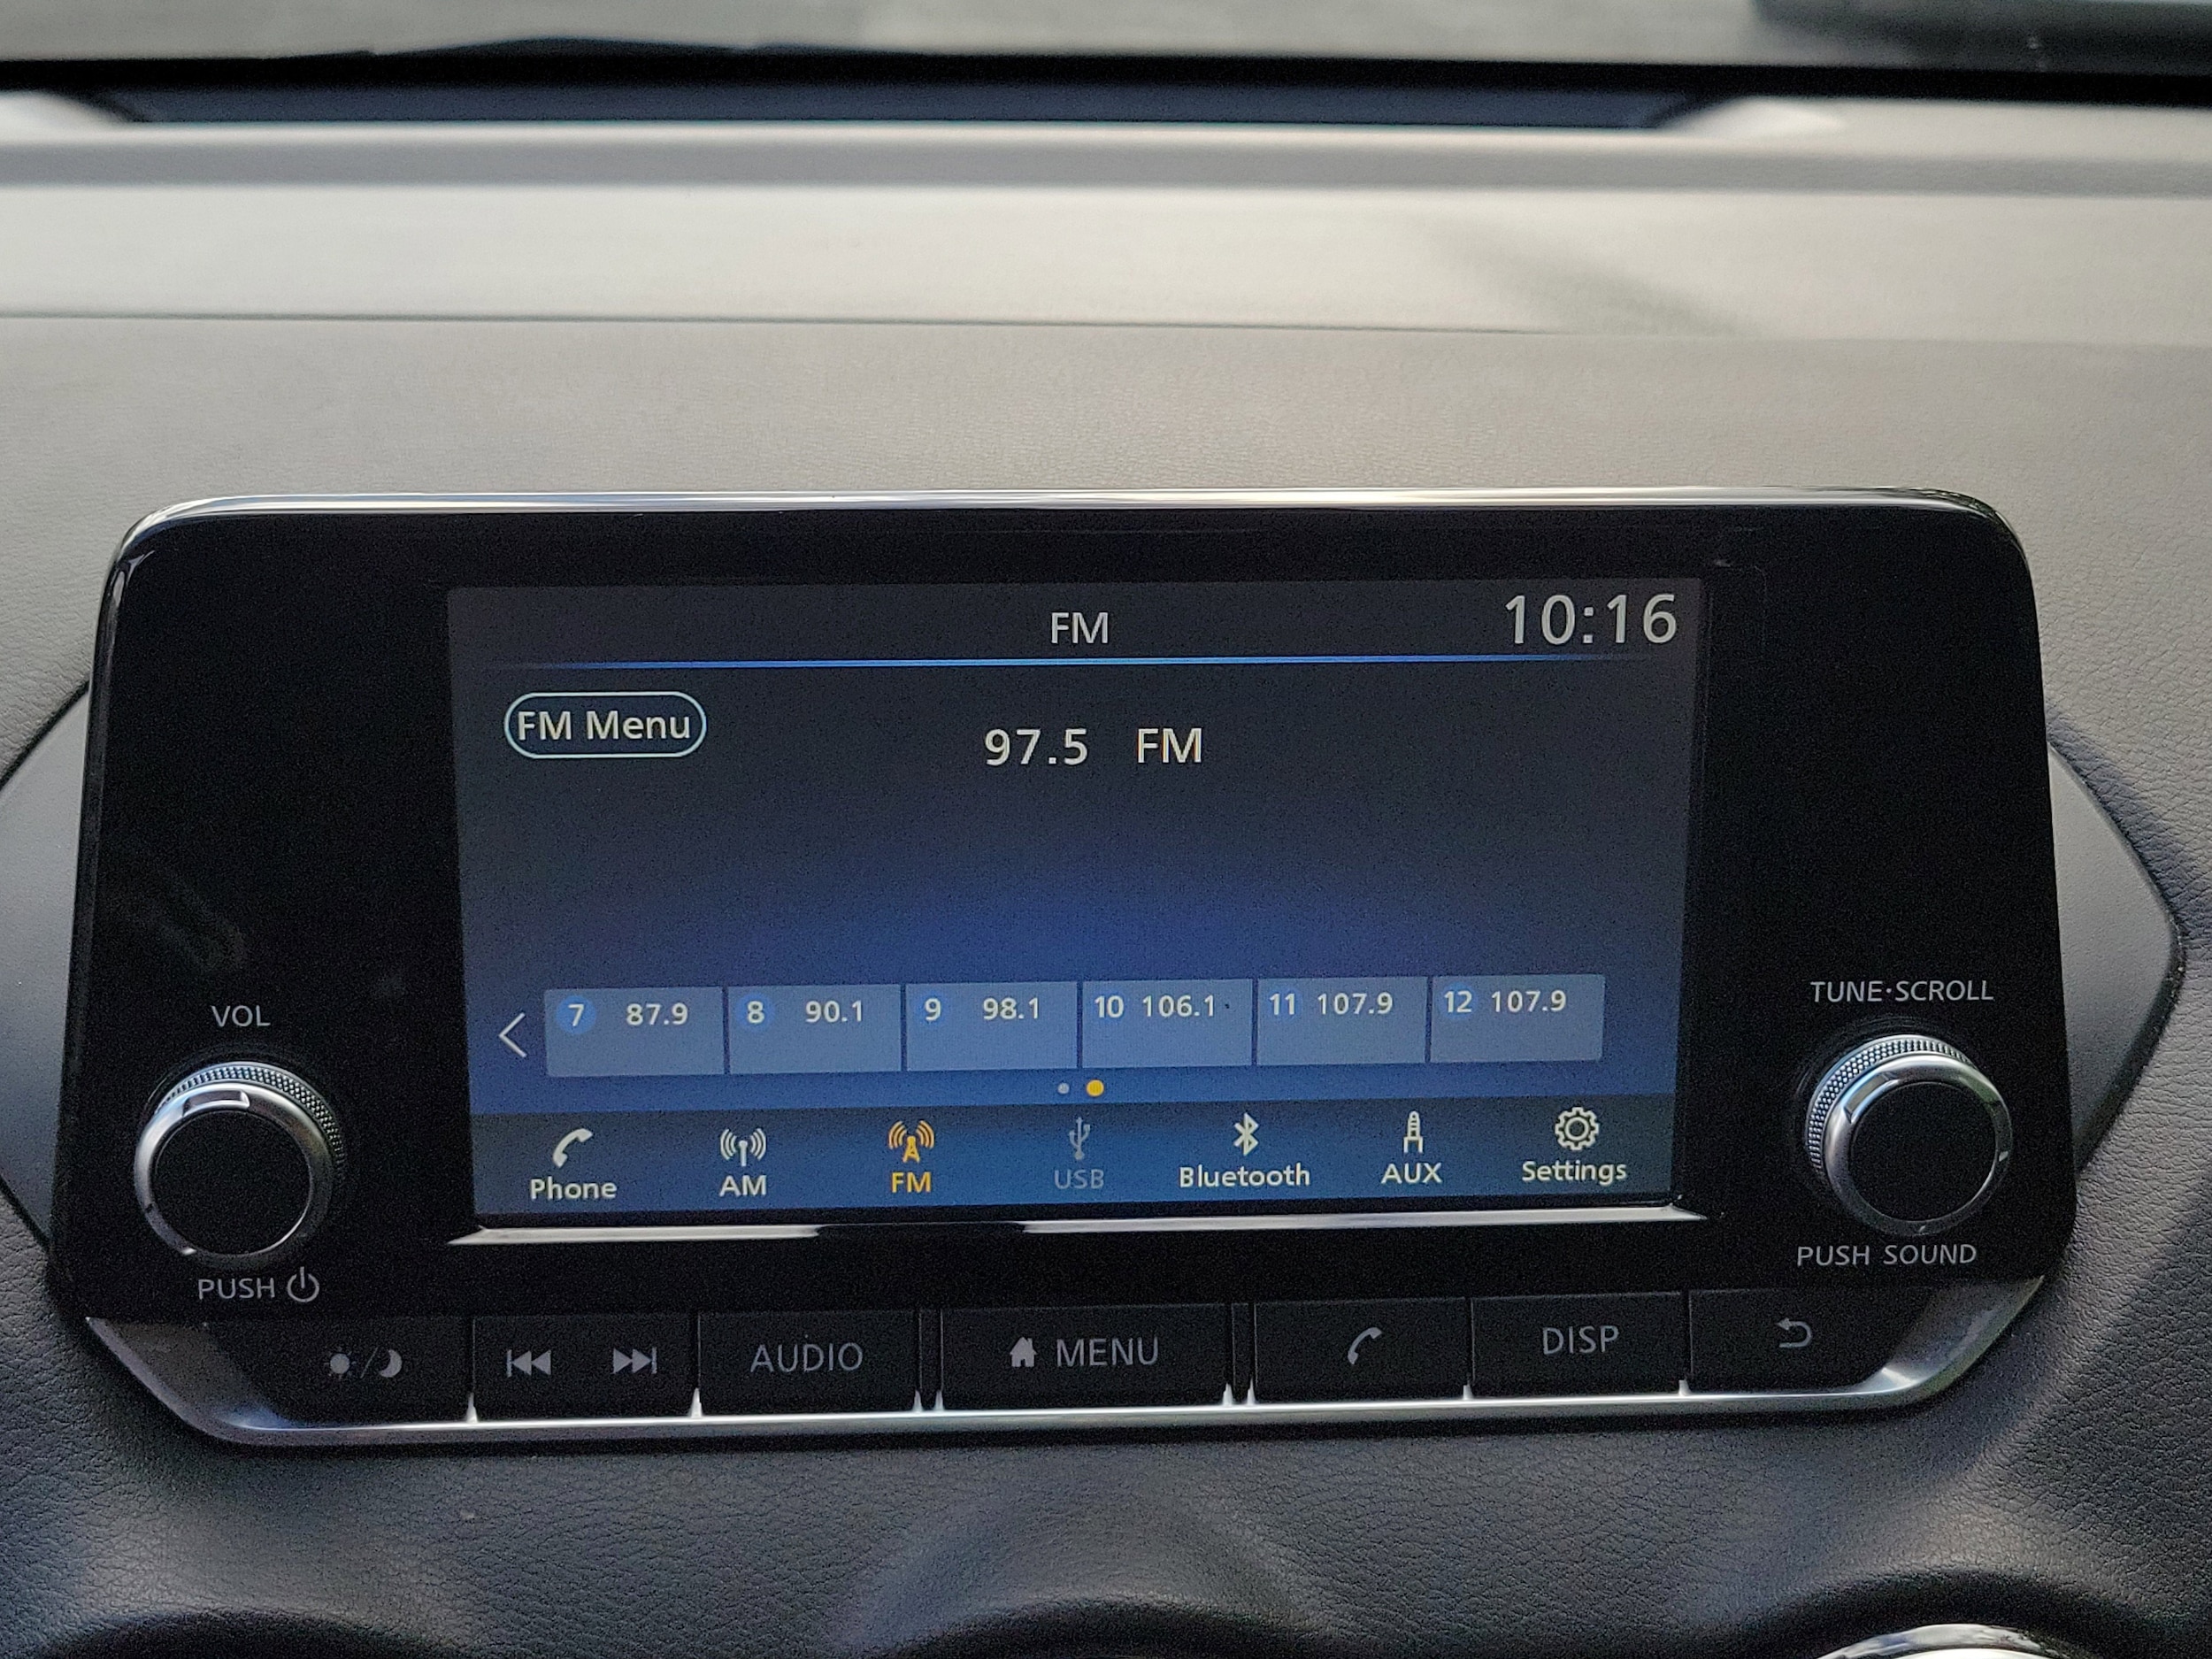 FM 10:16
FM Menu
97.5 FM
7 87.9 8 90.1 9 98.1 10 106.1 11 107.9 12 107.9
Phone AM FM USB Bluetooth AUX Settings
VOL
PUSH
TUNE·SCROLL
PUSH SOUND
AUDIO MENU DISP